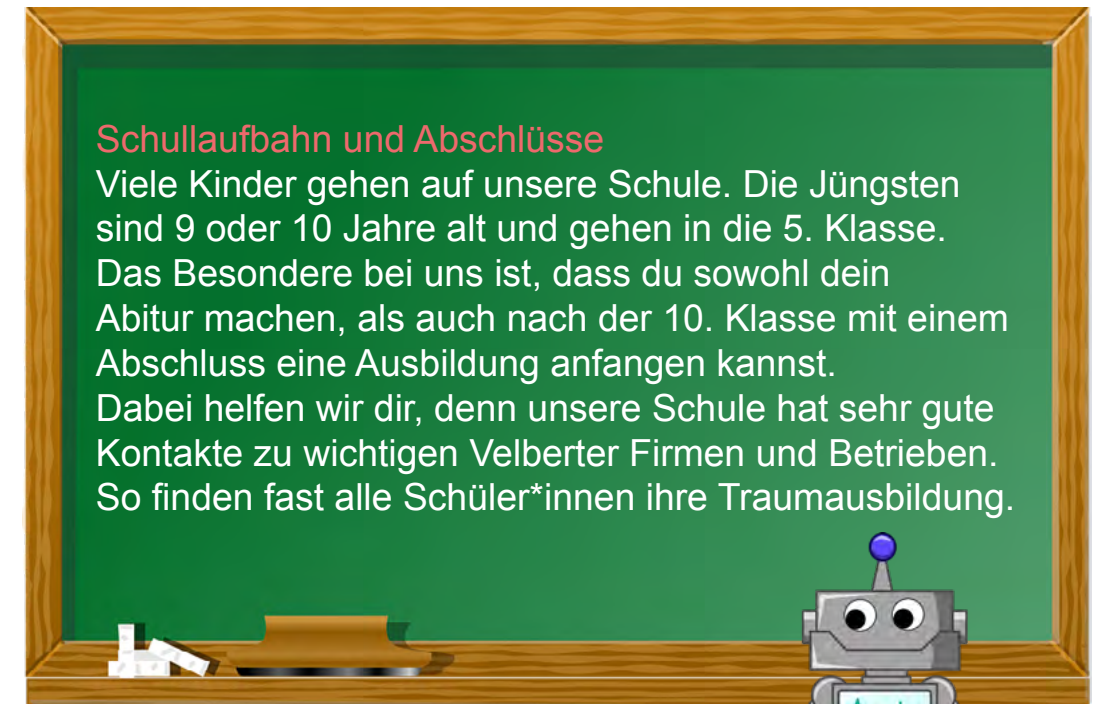 Schullaufbahn und Abschlüsse
Viele Kinder gehen auf unsere Schule. Die Jüngsten
sind 9 oder 10 Jahre alt und gehen in die 5. Klasse.
Das Besondere bei uns ist, dass du sowohl dein
Abitur machen, als auch nach der 10. Klasse mit einem
Abschluss eine Ausbildung anfangen kannst.
Dabei helfen wir dir, denn unsere Schule hat sehr gute
Kontakte zu wichtigen Velberter Firmen und Betrieben.
So finden fast alle Schüler*innen ihre Traumausbildung.